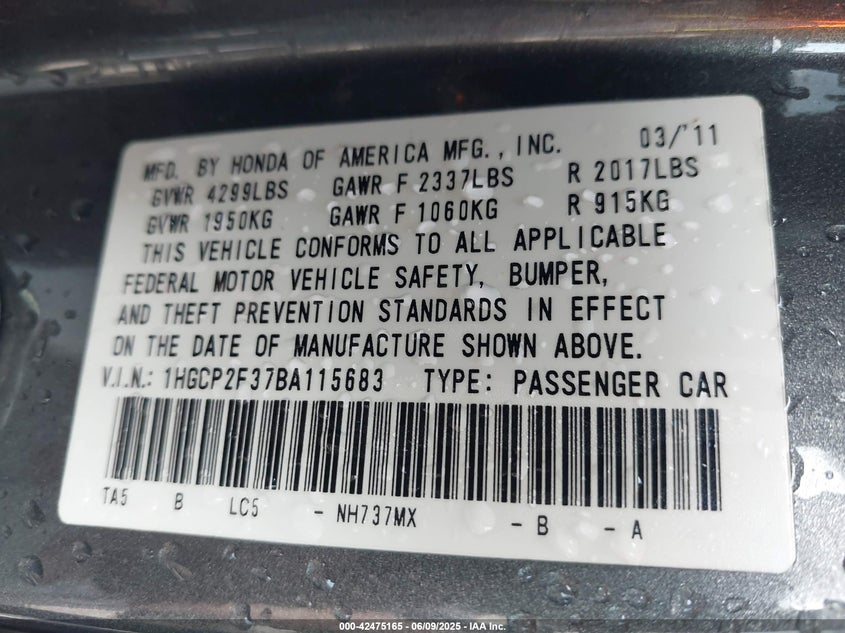 MFD. BY HONDA OF AMERICA MFG., INC. 03/'11
GVWR 4299LBS GAWR F 2337LBS R 2017LBS
GVWR 1950KG GAWR F 1060KG R 915KG
THIS VEHICLE CONFORMS TO ALL APPLICABLE
FEDERAL MOTOR VEHICLE SAFETY, BUMPER,
AND THEFT PREVENTION STANDARDS IN EFFECT
ON THE DATE OF MANUFACTURE SHOWN ABOVE.
V.I.N.: 1HGCP2F37BA115683 TYPE: PASSENGER CAR
TA5 B LC5 - NH737MX - B - A
000-42475165 - 06/09/2025 - IAA Inc.